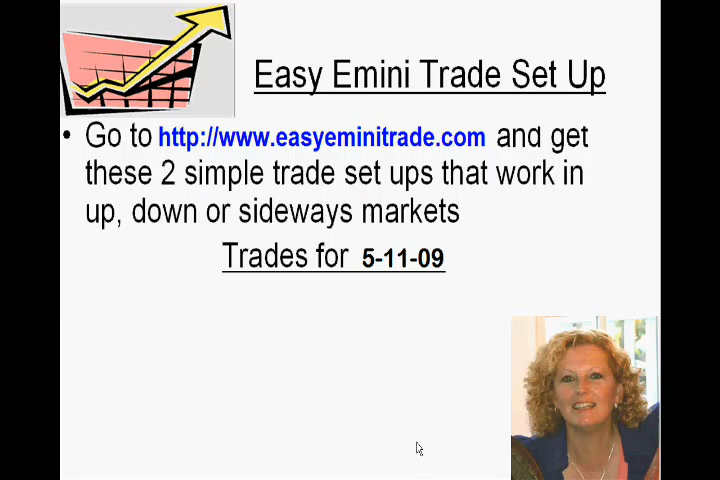 Easy Emini Trade Set Up
• Go to http://www.easyeminitrade.com and get
these 2 simple trade set ups that work in
up, down or sideways markets
Trades for 5-11-09